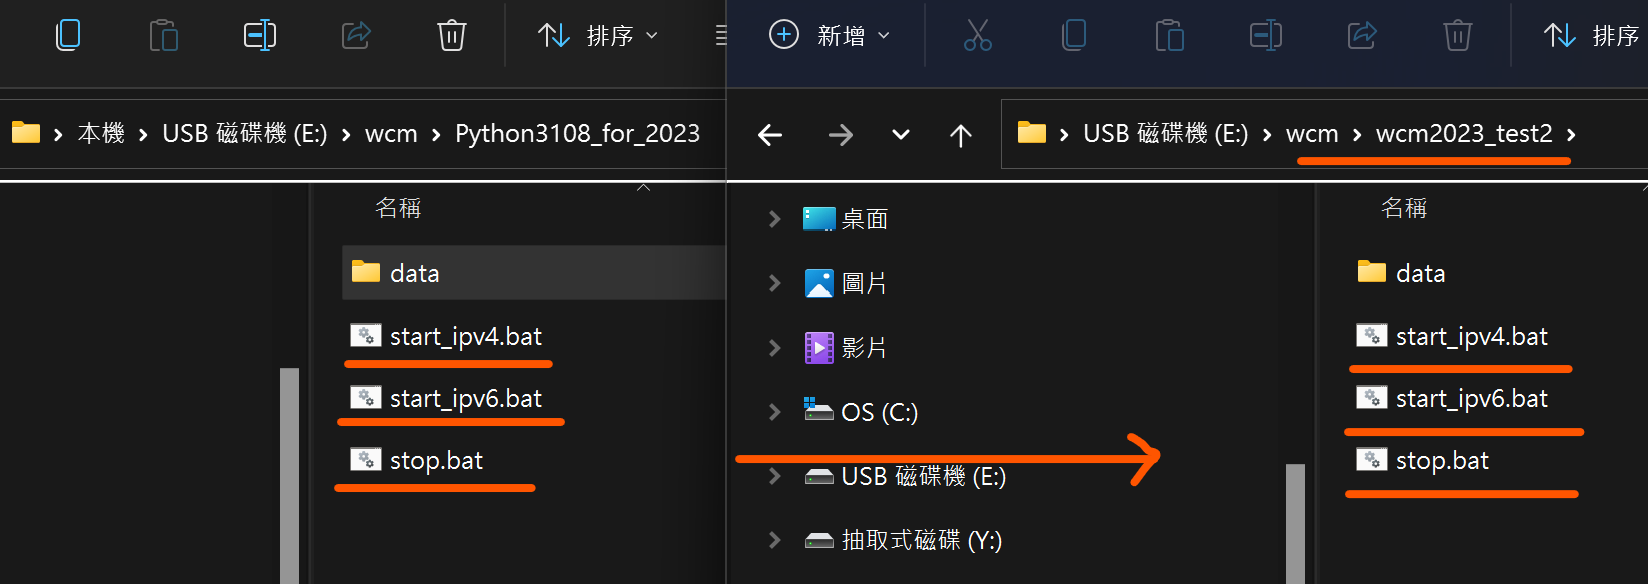 排序
本機 USB 磁碟機 (E:) wcm Python3108_for_2023
名稱
data
start_ipv4.bat
start_ipv6.bat
stop.bat
新增
排序
USB 磁碟機 (E:) wcm wcm2023_test2
桌面
圖片
影片
OS (C:)
USB 磁碟機 (E:)
抽取式磁碟 (Y:)
名稱
data
start_ipv4.bat
start_ipv6.bat
stop.bat